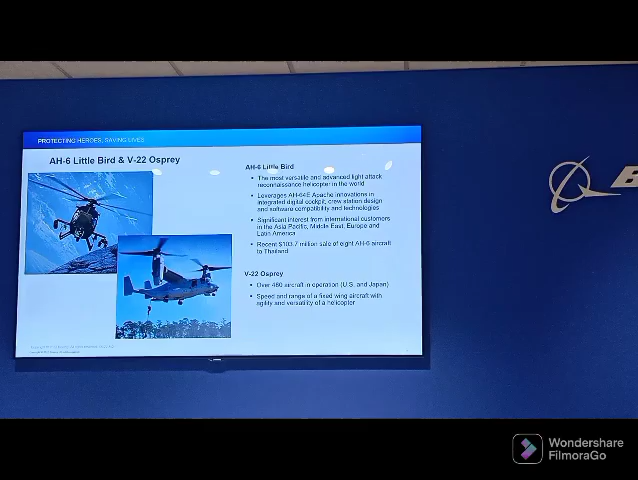 PROTECTING HEROES, SAVING LIVES
AH-6 Little Bird & V-22 Osprey
AH-6 Little Bird
• The most versatile and advanced light attack
reconnaissance helicopter in the world
• Leverages AH-64E Apache innovations in
integrated digital cockpit, crew station design
and software compatibility and technologies
• Significant interest from international customers
in the Asia Pacific, Middle East, Europe and
Latin America
• Recent $103.7 million sale of eight AH-6 aircraft
to Thailand
V-22 Osprey
• Over 460 aircraft in operation (U.S. and Japan)
• Speed and range of a fixed wing aircraft with
agility and versatility of a helicopter
B
Wondershare
FilmoraGo